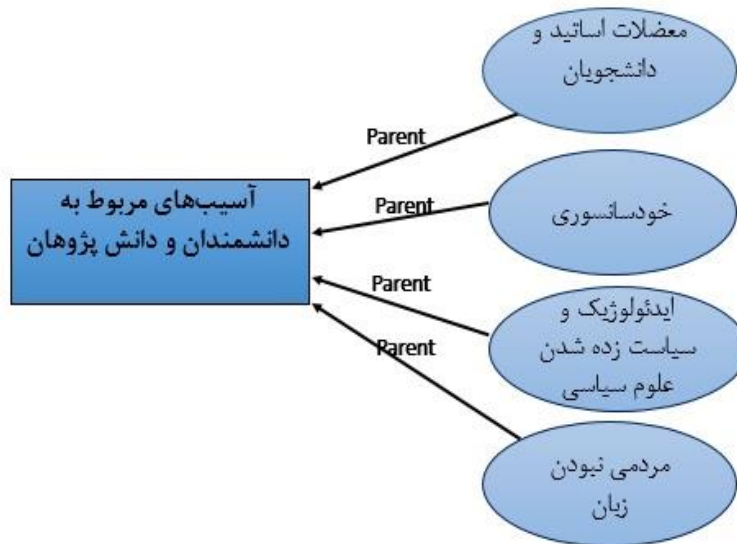 معضلات اساتید و
دانشجویان
Parent
آسیب‌های مربوط به
دانشمندان و دانش پژوهان
Parent
خودسانسوری
Parent
ایدئولوژیک و
سیاست زده شدن
علوم سیاسی
Parent
مردمی نبودن
زبان